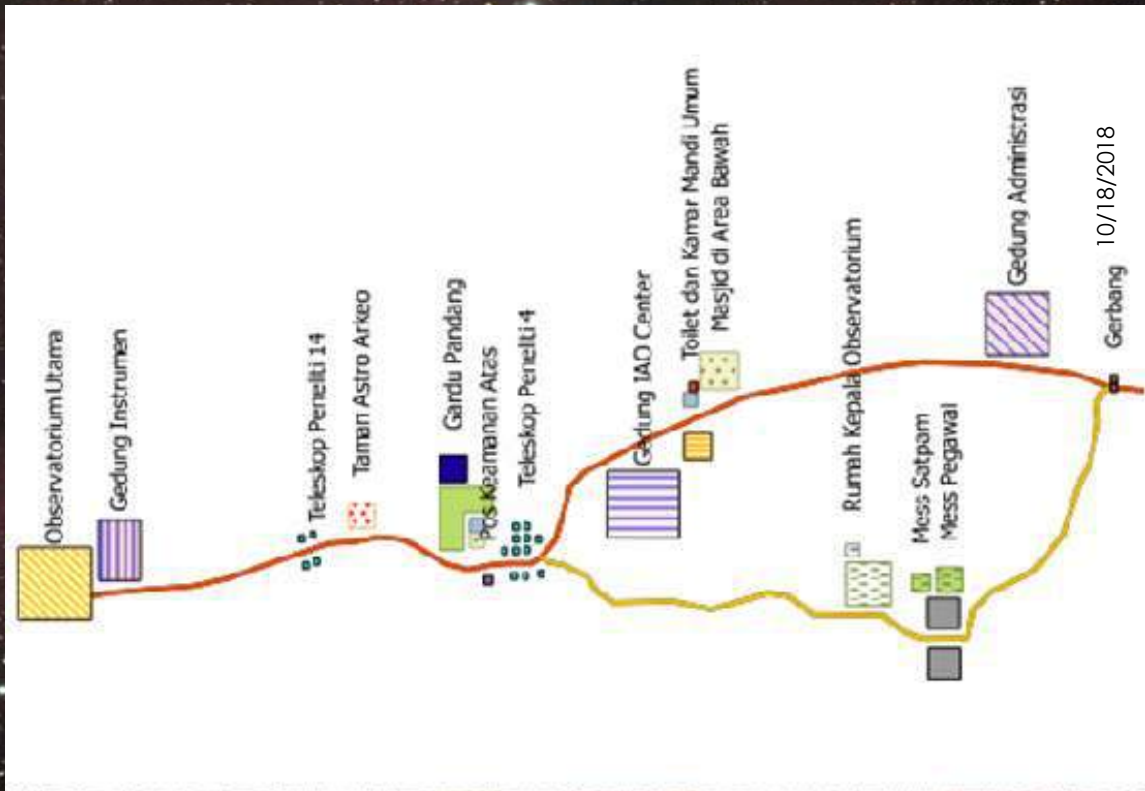 Observatorium Utama
Gedung Instrumen
Teleskop Peneliti 14
Taman Astro Arkeo
Gardu Pandang
Pos Keamanan Atas
Teleskop Peneliti 4
Gedung IAO Center
Toilet dan Kamar Mandi Umum
Masjid di Area Bawah
Rumah Kepala Observatorium
Mess Satpam
Mess Pegawai
Gedung Administrasi
Gerbang
10/18/2018